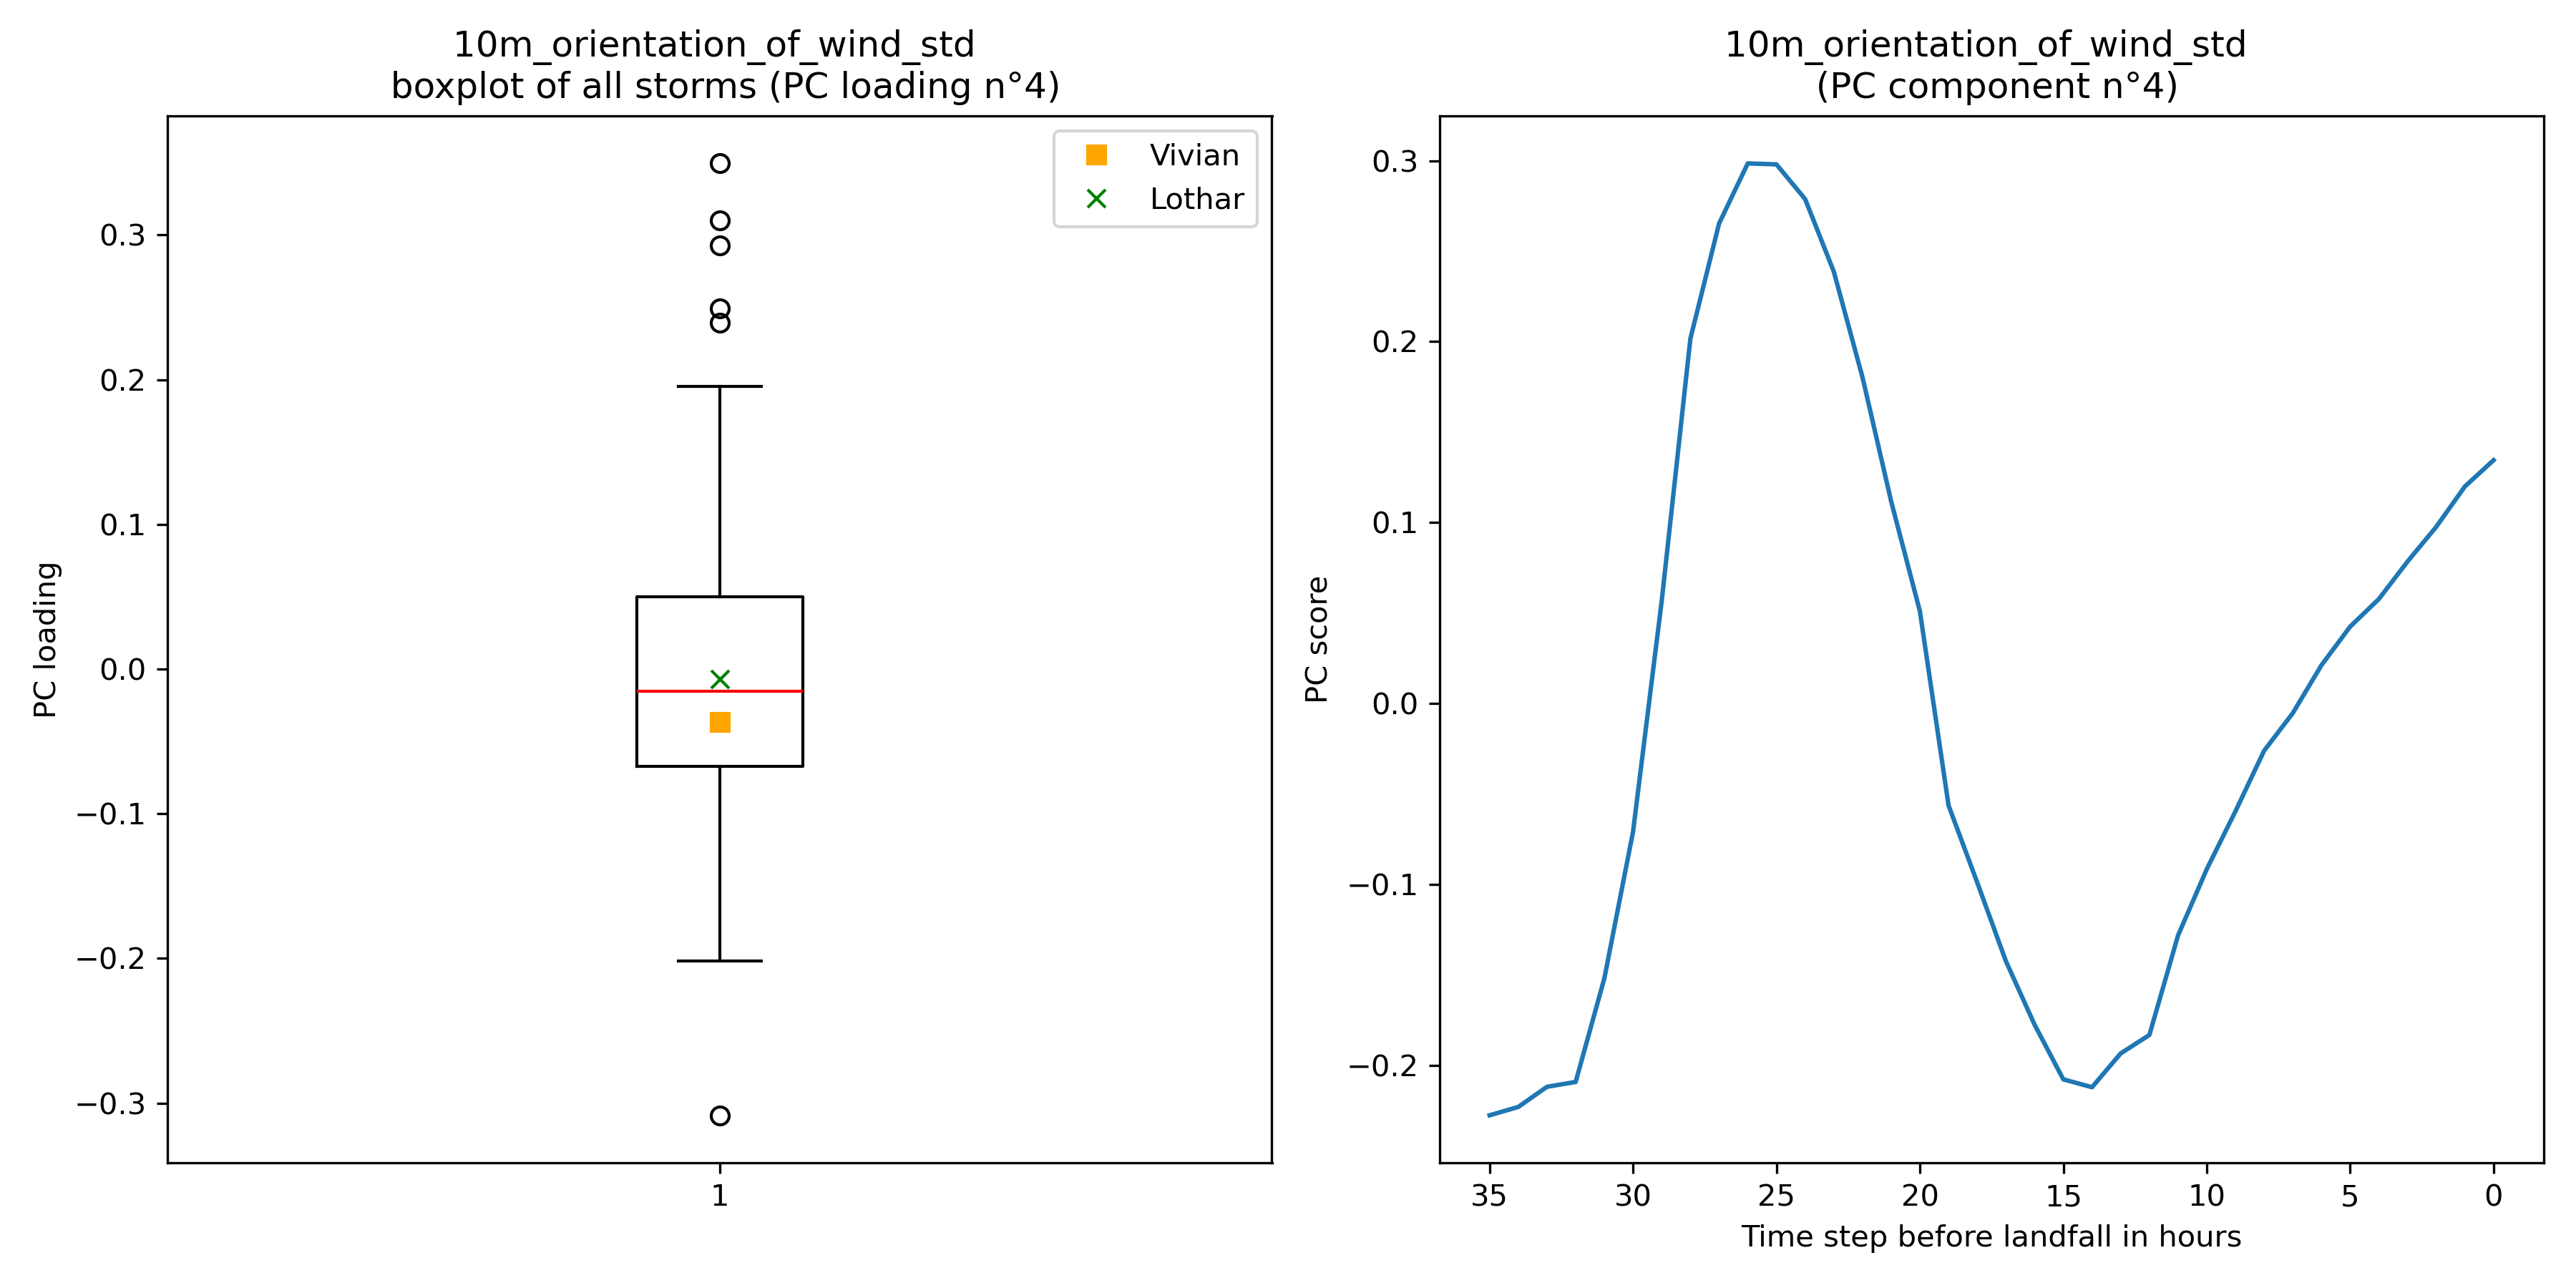 10m_orientation_of_wind_std
boxplot of all storms (PC loading n°4)
Vivian
Lothar
PC loading
0.3
0.2
0.1
0.0
−0.1
−0.2
−0.3
1
10m_orientation_of_wind_std
(PC component n°4)
PC score
0.3
0.2
0.1
0.0
−0.1
−0.2
35 30 25 20 15 10 5 0
Time step before landfall in hours